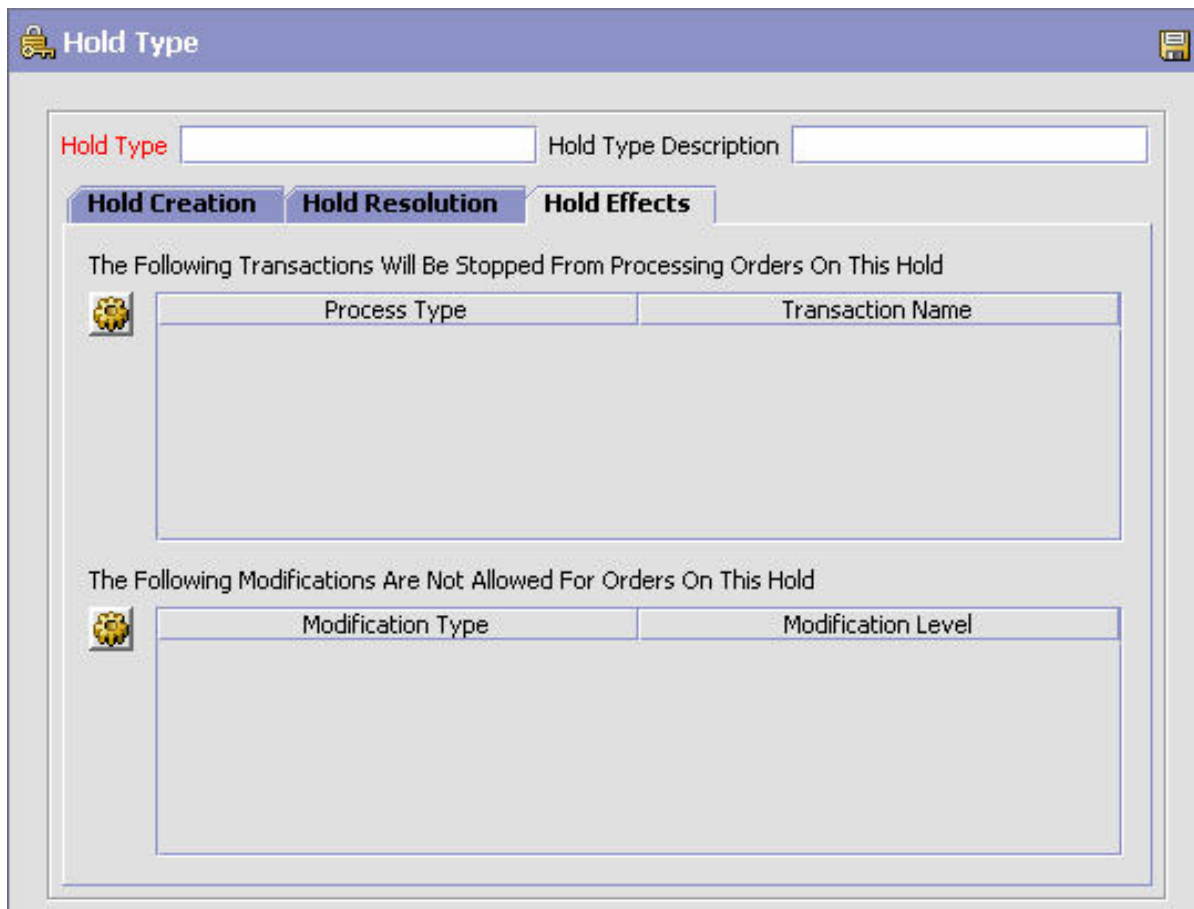 Hold Type
Hold Type Hold Type Description
Hold Creation Hold Resolution Hold Effects
The Following Transactions Will Be Stopped From Processing Orders On This Hold
Process Type Transaction Name
The Following Modifications Are Not Allowed For Orders On This Hold
Modification Type Modification Level